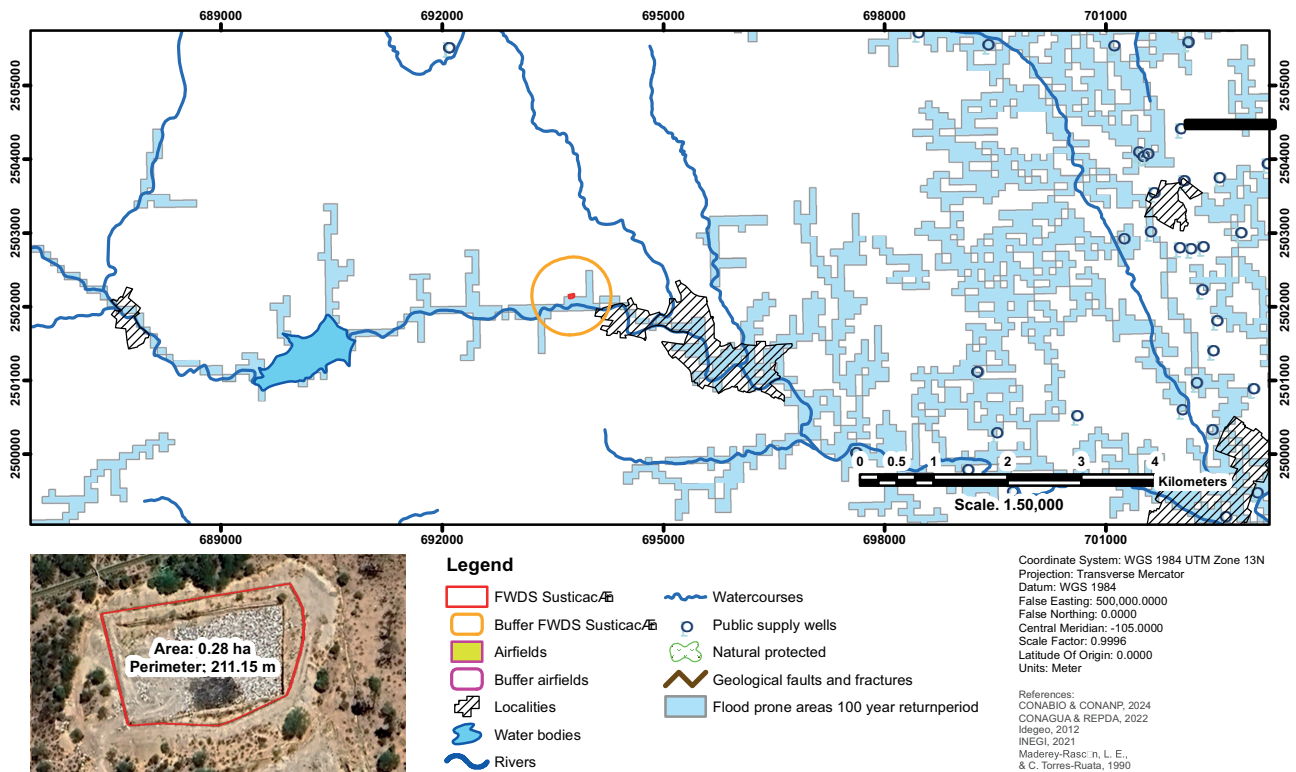 689000 692000 695000 698000 701000
2505000 2505000
2504000 2504000
2503000 2503000
2502000 2502000
2501000 2501000
2500000 2500000
0 0.5 1 2 3 4
Kilometers
Scale. 1:50,000
689000 692000 695000 698000 701000
Area: 0.28 ha
Perimeter: 211.15 m
Legend
FWDS SusticacÆn
Buffer FWDS SusticacÆn
Airfields
Buffer airfields
Localities
Water bodies
Rivers
Watercourses
Public supply wells
Natural protected
Geological faults and fractures
Flood prone areas 100 year returnperiod
Coordinate System: WGS 1984 UTM Zone 13N
Projection: Transverse Mercator
Datum: WGS 1984
False Easting: 500,000.0000
False Northing: 0.0000
Central Meridian: -105.0000
Scale Factor: 0.9996
Latitude Of Origin: 0.0000
Units: Meter
References:
CONABIO & CONANP, 2024
CONAGUA & REPDA, 2022
Idegeo, 2012
INEGI, 2021
Maderey-Rasc□n, L. E.,
& C. Torres-Ruata, 1990